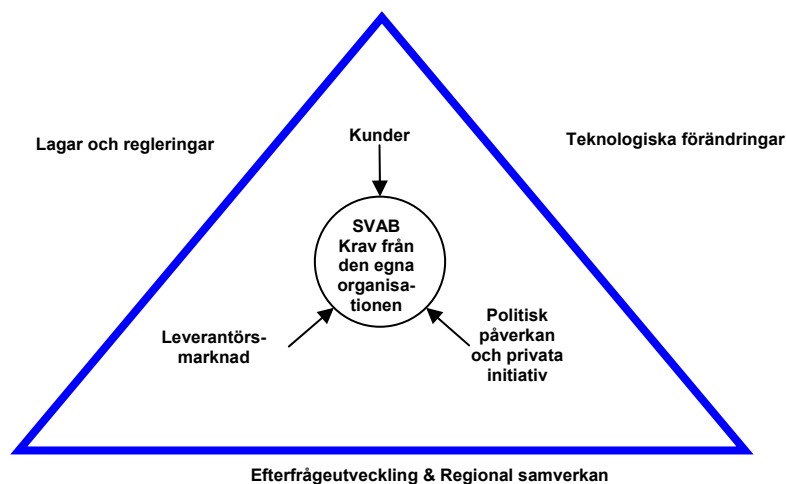 Lagar och regleringar
Teknologiska förändringar
Kunder
SVAB
Krav från
den egna
organisa-
tionen
Leverantörs-
marknad
Politisk
påverkan
och privata
initiativ
Efterfrågeutveckling & Regional samverkan